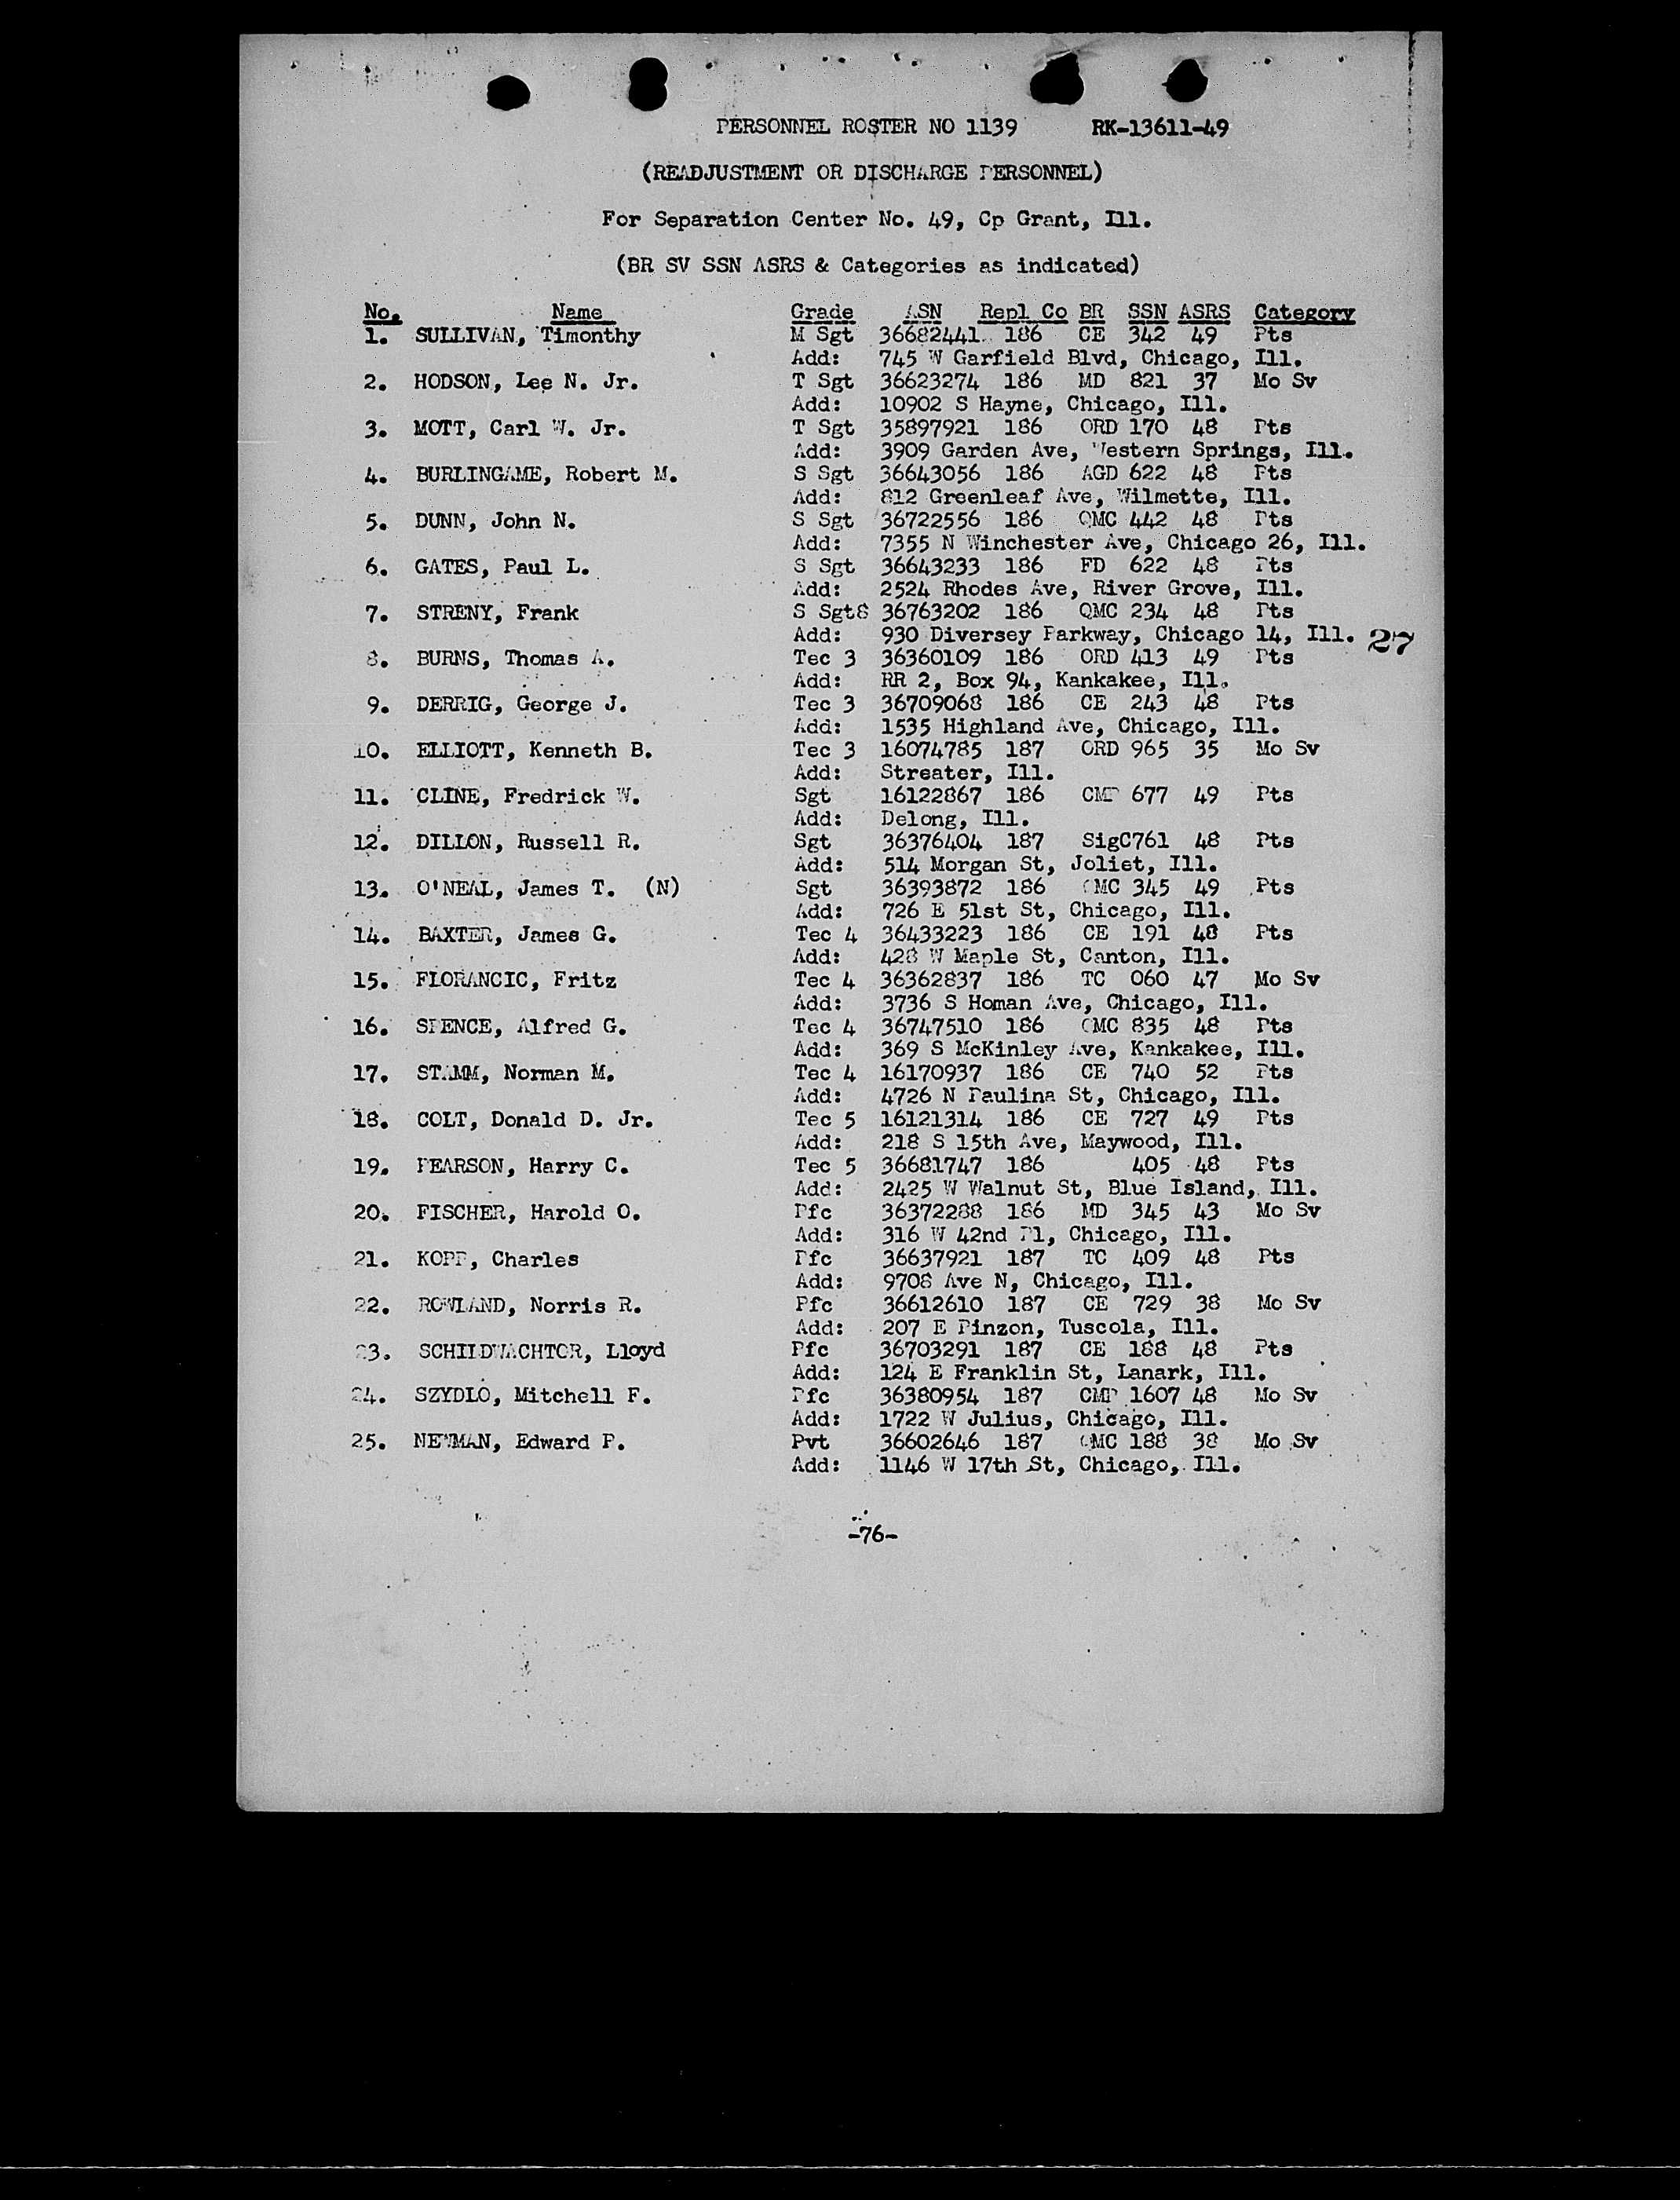 PERSONNEL ROSTER NO 1139 RK-13611-49
(READJUSTMENT OR DISCHARGE PERSONNEL)
For Separation Center No. 49, Cp Grant, Ill.
(BR SV SSN ASRS & Categories as indicated)
No. Name Grade ASN Repl Co BR SSN ASRS Category
1. SULLIVAN, Timonthy M Sgt 36682441 186 CE 342 49 Pts
Add: 745 W Garfield Blvd, Chicago, Ill.
2. HODSON, Lee N. Jr. T Sgt 36623274 186 MD 821 37 Mo Sv
Add: 10902 S Hayne, Chicago, Ill.
3. MOTT, Carl W. Jr. T Sgt 35897921 186 ORD 170 48 Pts
Add: 3909 Garden Ave, Western Springs, Ill.
4. BURLINGAME, Robert M. S Sgt 36643056 186 AGD 622 48 Pts
Add: 812 Greenleaf Ave, Wilmette, Ill.
5. DUNN, John N. S Sgt 36722556 186 QMC 442 48 Pts
Add: 7355 N Winchester Ave, Chicago 26, Ill.
6. GATES, Paul L. S Sgt 36643233 186 FD 622 48 Pts
Add: 2524 Rhodes Ave, River Grove, Ill.
7. STRENY, Frank S Sgt8 36763202 186 QMC 234 48 Pts
Add: 930 Diversey Parkway, Chicago 14, Ill. 27
8. BURNS, Thomas A. Tec 3 36360109 186 ORD 413 49 Pts
Add: RR 2, Box 94, Kankakee, Ill.
9. DERRIG, George J. Tec 3 36709068 186 CE 243 48 Pts
Add: 1535 Highland Ave, Chicago, Ill.
10. ELLIOTT, Kenneth B. Tec 3 16074785 187 ORD 965 35 Mo Sv
Add: Streater, Ill.
11. CLINE, Fredrick W. Sgt 16122867 186 CMP 677 49 Pts
Add: Delong, Ill.
12. DILLON, Russell R. Sgt 36376404 187 SigC761 48 Pts
Add: 514 Morgan St, Joliet, Ill.
13. O'NEAL, James T. (N) Sgt 36393872 186 QMC 345 49 Pts
Add: 726 E 51st St, Chicago, Ill.
14. BAXTER, James G. Tec 4 36433223 186 CE 191 48 Pts
Add: 428 W Maple St, Canton, Ill.
15. FLORANCIC, Fritz Tec 4 36362837 186 TC 060 47 Mo Sv
Add: 3736 S Homan Ave, Chicago, Ill.
16. SPENCE, Alfred G. Tec 4 36747510 186 QMC 835 48 Pts
Add: 369 S McKinley Ave, Kankakee, Ill.
17. STAMM, Norman M. Tec 4 16170937 186 CE 740 52 Pts
Add: 4726 N Paulina St, Chicago, Ill.
18. COLT, Donald D. Jr. Tec 5 16121314 186 CE 727 49 Pts
Add: 218 S 15th Ave, Maywood, Ill.
19. PEARSON, Harry C. Tec 5 36681747 186 405 48 Pts
Add: 2425 W Walnut St, Blue Island, Ill.
20. FISCHER, Harold O. Pfc 36372288 186 MD 345 43 Mo Sv
Add: 316 W 42nd Pl, Chicago, Ill.
21. KOPP, Charles Pfc 36637921 187 TC 409 48 Pts
Add: 9708 Ave N, Chicago, Ill.
22. ROWLAND, Norris R. Pfc 36612610 187 CE 729 38 Mo Sv
Add: 207 E Pinzon, Tuscola, Ill.
23. SCHILDWACHTOR, Lloyd Pfc 36703291 187 CE 188 48 Pts
Add: 124 E Franklin St, Lanark, Ill.
24. SZYDLO, Mitchell F. Pfc 36380954 187 CMP 1607 48 Mo Sv
Add: 1722 W Julius, Chicago, Ill.
25. NEWMAN, Edward P. Pvt 36602646 187 QMC 188 38 Mo Sv
Add: 1146 W 17th St, Chicago, Ill.
-76-